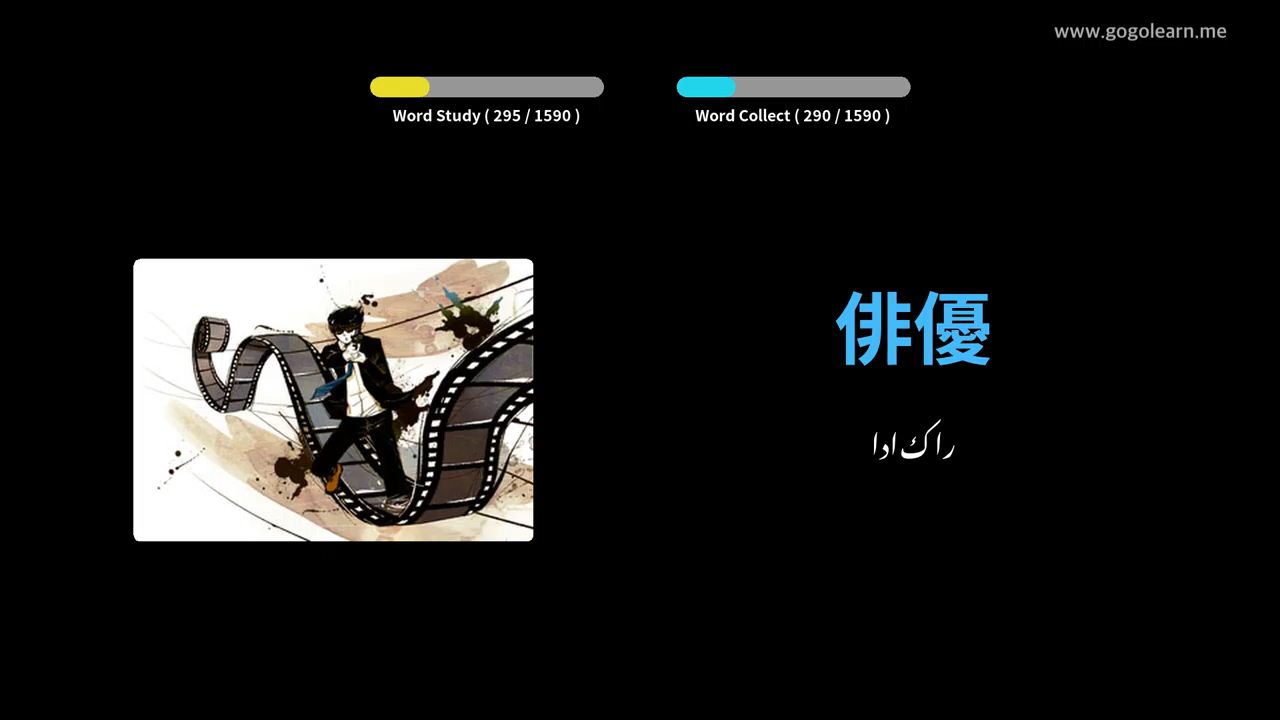 www.gogolearn.me
Word Study ( 295 / 1590 )
Word Collect ( 290 / 1590 )
俳優
راک ادا